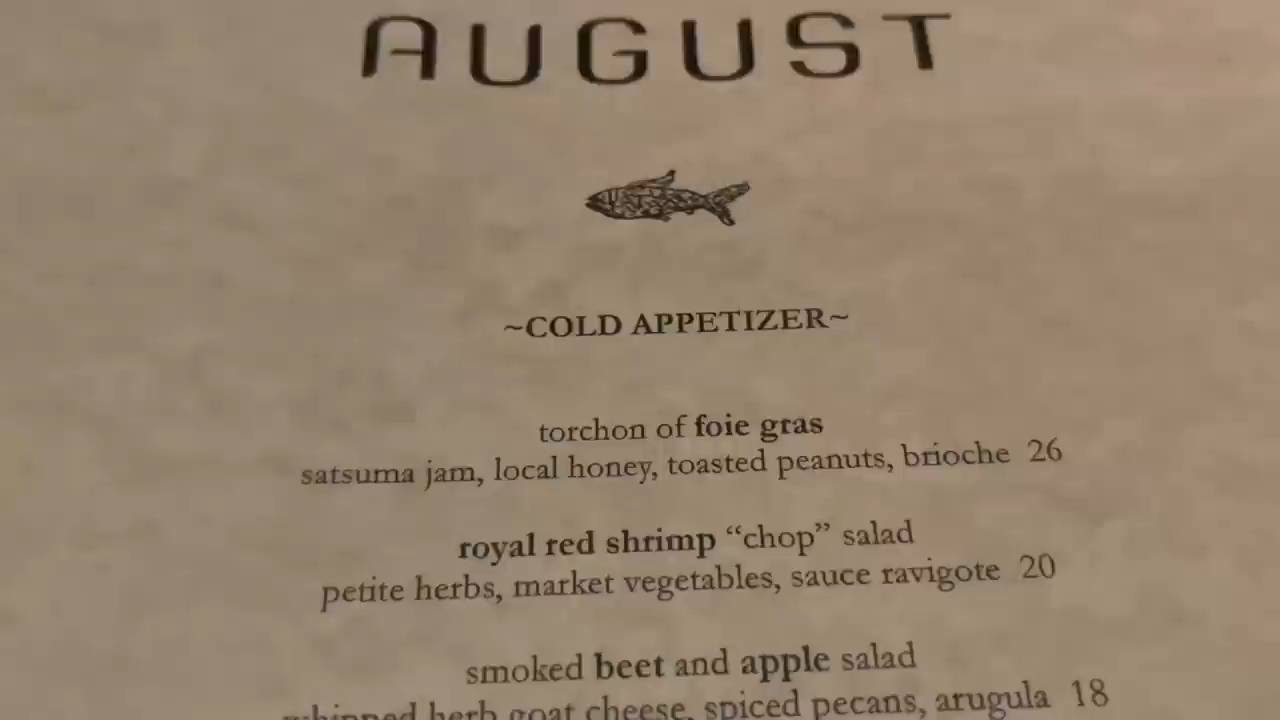 AUGUST
~COLD APPETIZER~
torchon of foie gras
satsuma jam, local honey, toasted peanuts, brioche 26
royal red shrimp “chop” salad
petite herbs, market vegetables, sauce ravigote 20
smoked beet and apple salad
whipped herb goat cheese, spiced pecans, arugula 18